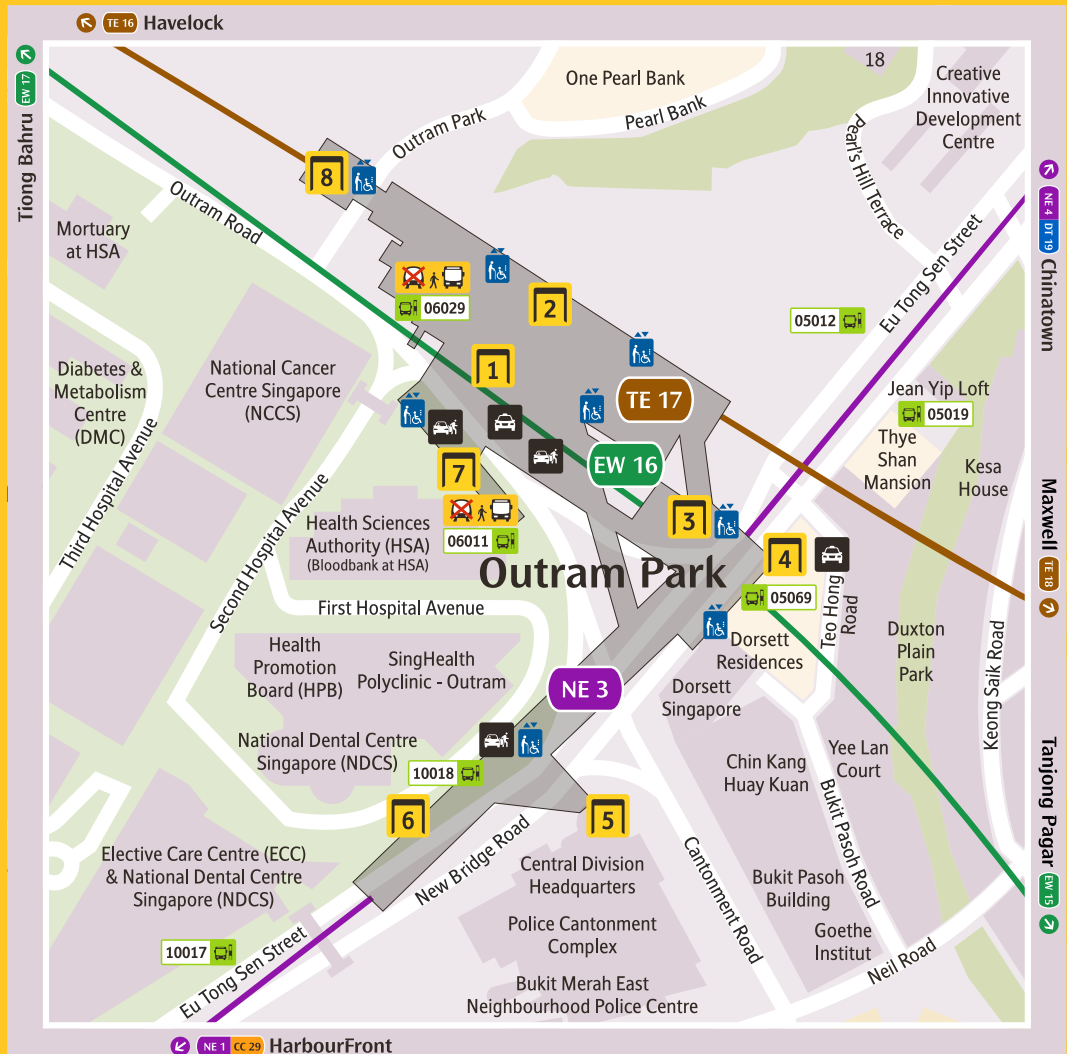 TE 16 Havelock
Tiong Bahru EW 17
One Pearl Bank
Pearl Bank
Outram Park
18
Creative
Innovative
Development
Centre
Pearl's Hill Terrace
8
Outram Road
Mortuary
at HSA
NE 4 DT 19 Chinatown
Eu Tong Sen Street
06029
2
05012
1
Diabetes &
Metabolism
Centre
(DMC)
National Cancer
Centre Singapore
(NCCS)
TE 17
Jean Yip Loft
05019
Thye
Shan
Mansion
Kesa
House
EW 16
7
Third Hospital Avenue
Second Hospital Avenue
Health Sciences
Authority (HSA)
(Bloodbank at HSA)
06011
3
Maxwell TE 18
Outram Park
4
05069
Teo Hong
Road
First Hospital Avenue
Health
Promotion
Board (HPB)
SingHealth
Polyclinic - Outram
Dorsett
Residences
Dorsett
Singapore
Duxton
Plain
Park
Keong Saik Road
NE 3
National Dental Centre
Singapore (NDCS)
10018
Chin Kang
Huay Kuan
Yee Lan
Court
Bukit Pasoh Road
Tanjong Pagar EW 15
6
5
New Bridge Road
Cantonment Road
Elective Care Centre (ECC)
& National Dental Centre
Singapore (NDCS)
Central Division
Headquarters
Police Cantonment
Complex
Bukit Merah East
Neighbourhood Police Centre
Bukit Pasoh
Building
Goethe
Institut
Neil Road
10017
Eu Tong Sen Street
NE 1 CC 29 HarbourFront